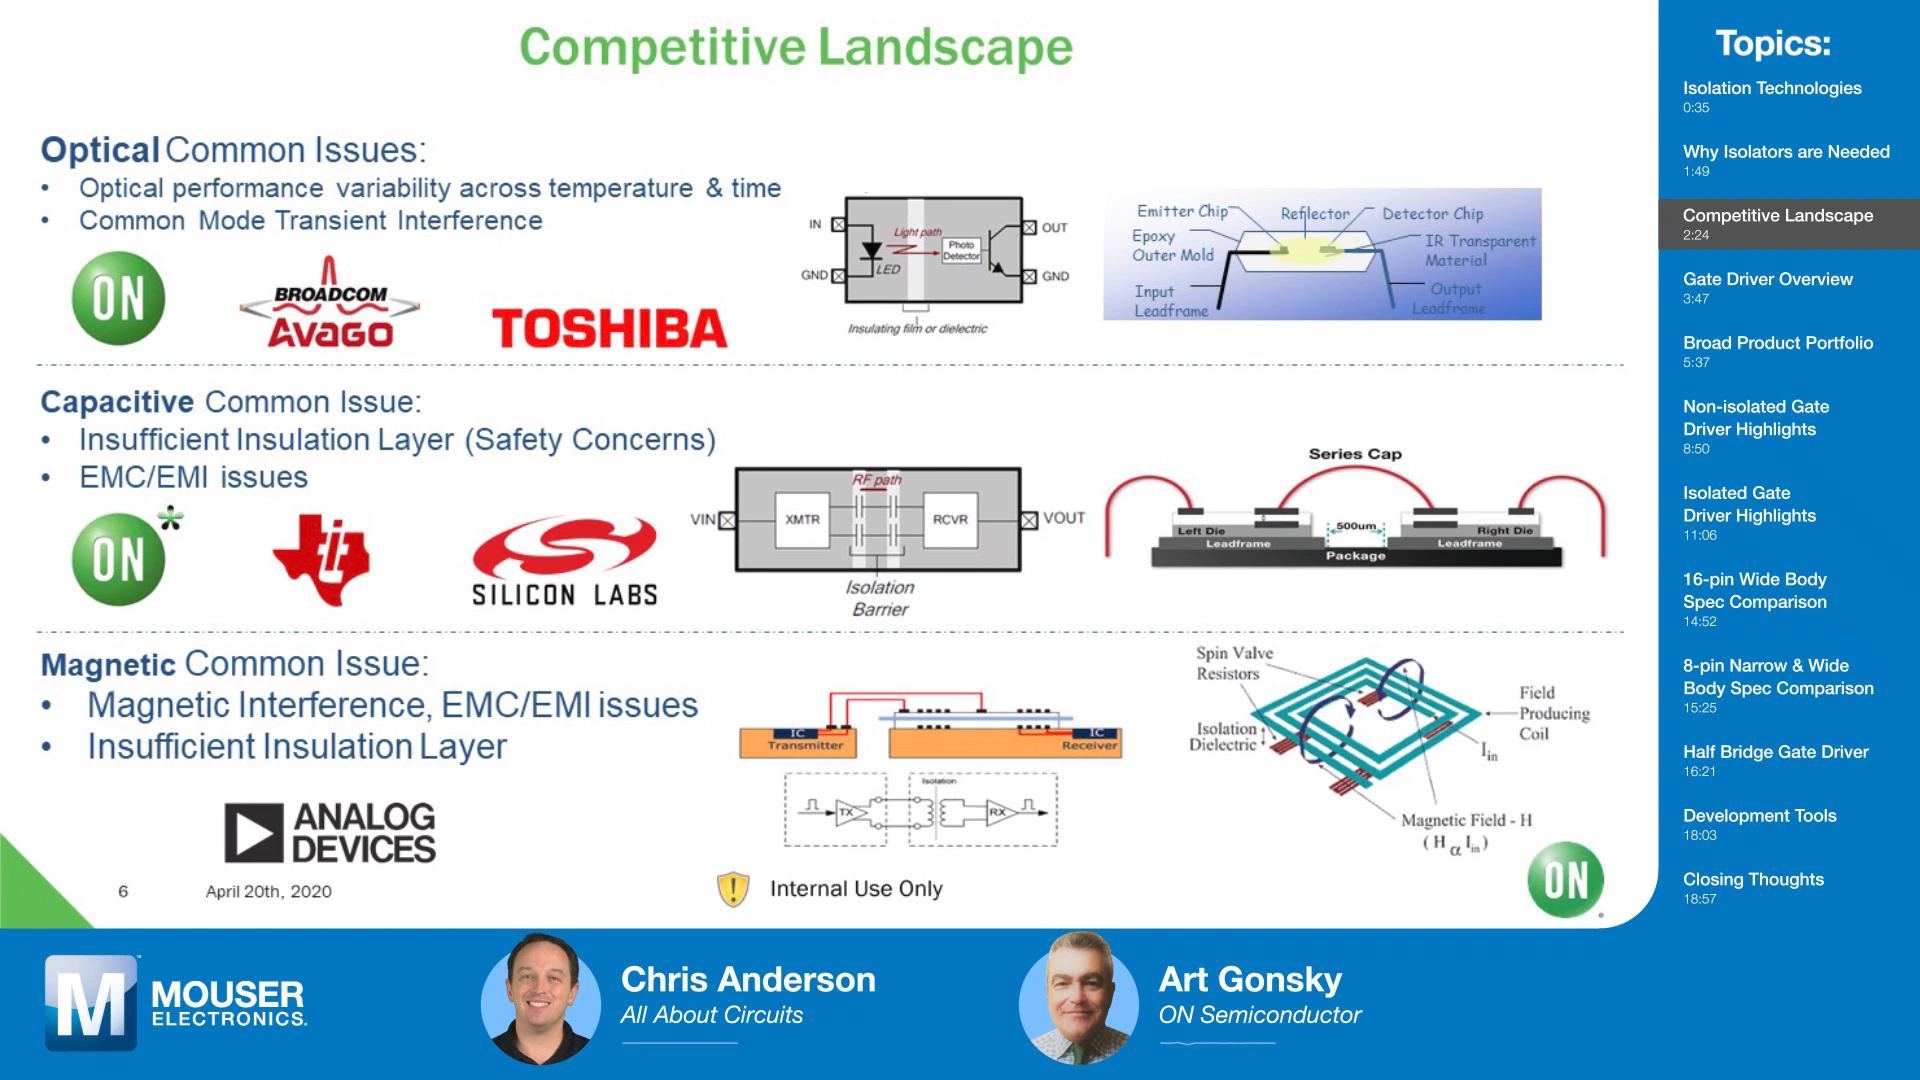 Competitive Landscape
Optical Common Issues:
• Optical performance variability across temperature & time
• Common Mode Transient Interference
ON
BROADCOM
AVAGO
TOSHIBA
IN
GND
Light path
LED
Photo
Detector
OUT
GND
Insulating film or dielectric
Emitter Chip
Reflector
Detector Chip
Epoxy
Outer Mold
IR Transparent
Material
Input
Leadframe
Output
Leadframe
Capacitive Common Issue:
• Insufficient Insulation Layer (Safety Concerns)
• EMC/EMI issues
ON*
SILICON LABS
VIN
XMTR
RF path
RCVR
VOUT
Isolation
Barrier
Series Cap
Left Die
500um
Right Die
Leadframe
Leadframe
Package
Magnetic Common Issue:
• Magnetic Interference, EMC/EMI issues
• Insufficient Insulation Layer
ANALOG
DEVICES
IC
Transmitter
IC
Receiver
Isolation
TX
RX
Spin Valve
Resistors
Isolation
Dielectric
Field
Producing
Coil
Iin
Magnetic Field - H
( H α Iin )
6
April 20th, 2020
! Internal Use Only
ON
Topics:
Isolation Technologies
0:35
Why Isolators are Needed
1:49
Competitive Landscape
2:24
Gate Driver Overview
3:47
Broad Product Portfolio
5:37
Non-isolated Gate
Driver Highlights
8:50
Isolated Gate
Driver Highlights
11:06
16-pin Wide Body
Spec Comparison
14:52
8-pin Narrow & Wide
Body Spec Comparison
15:25
Half Bridge Gate Driver
16:21
Development Tools
18:03
Closing Thoughts
18:57
M
MOUSER
ELECTRONICS.
Chris Anderson
All About Circuits
Art Gonsky
ON Semiconductor